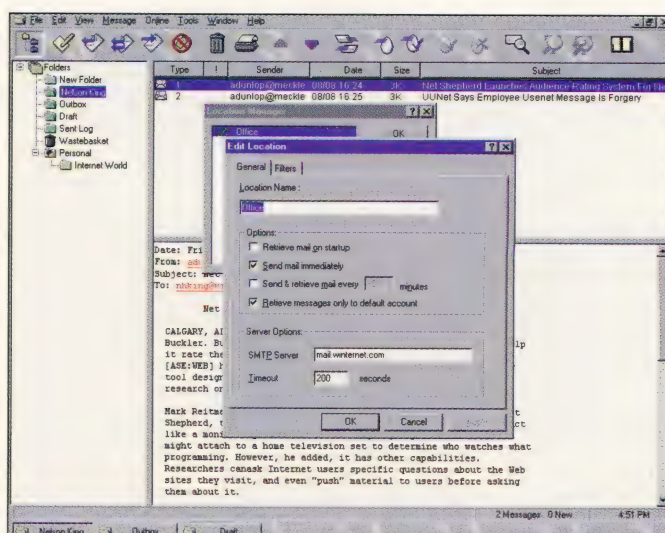 File Edit View Message Online Tools Window Help
Folders
New Folder
Nelson King
Outbox
Draft
Sent Log
Wastebasket
Personal
Internet World
Type ! Sender Date Size Subject
1 adunlop@meckle 08/08 16:24 3K Net Shepherd Launches Audience Rating System For
2 adunlop@meckle 08/08 16:25 3K UUNet Says Employee Usenet Message Is Forgery
Location Manager
Office OK
Edit Location
General Filters
Location Name :
Office
Options:
Retrieve mail on startup
Send mail immediately
Send & retrieve mail every minutes
Retrieve messages only to default account
Server Options:
SMTP Server mail.winternet.com
Timeout 200 seconds
OK Cancel
Date: Fri
From:
Subject: Net
To:
Net
CALGARY,
Buckler.
it rate the
[ASE:WEB]
tool
research
Mark
Shepherd,
like a
might attach to a home television set to determine who watches what
programming. However, he added, it has other capabilities.
Researchers canask Internet users specific questions about the Web
sites they visit, and even "push" material to users before asking
them about it.
2 Messages 0 New 4:51 PM
Nelson King Outbox Draft